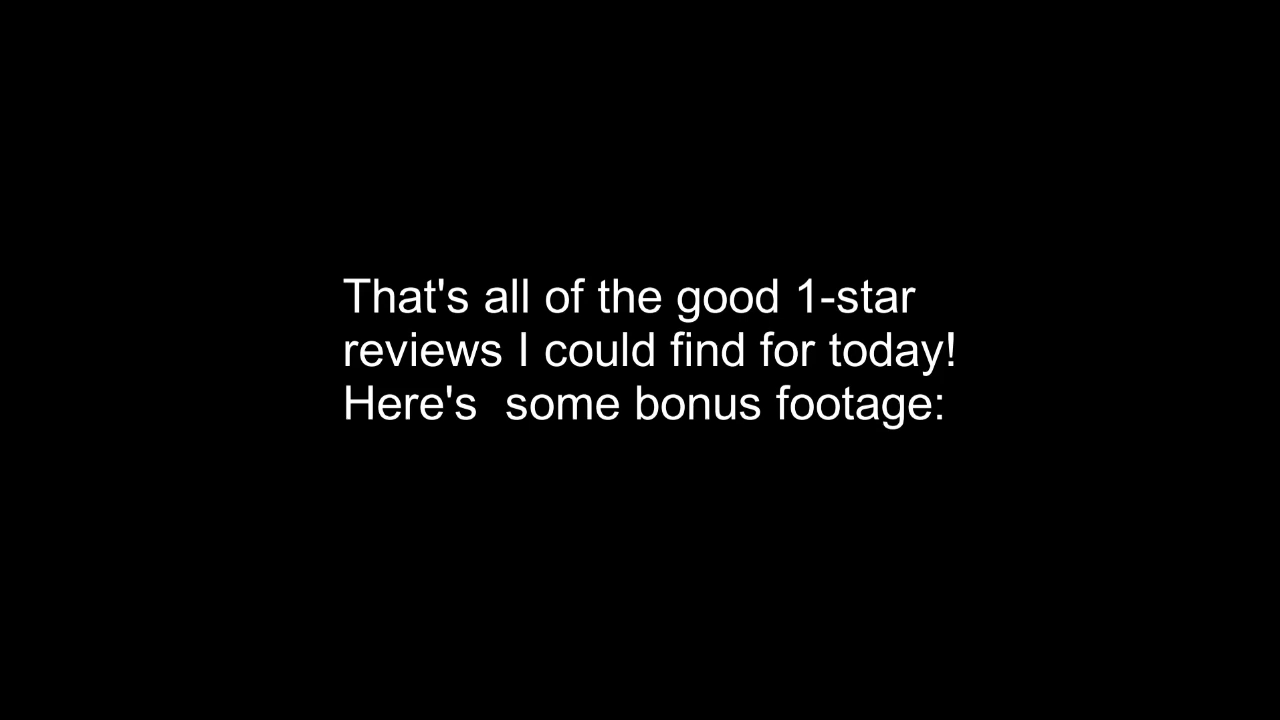 That's all of the good 1-star
reviews I could find for today!
Here's  some bonus footage: